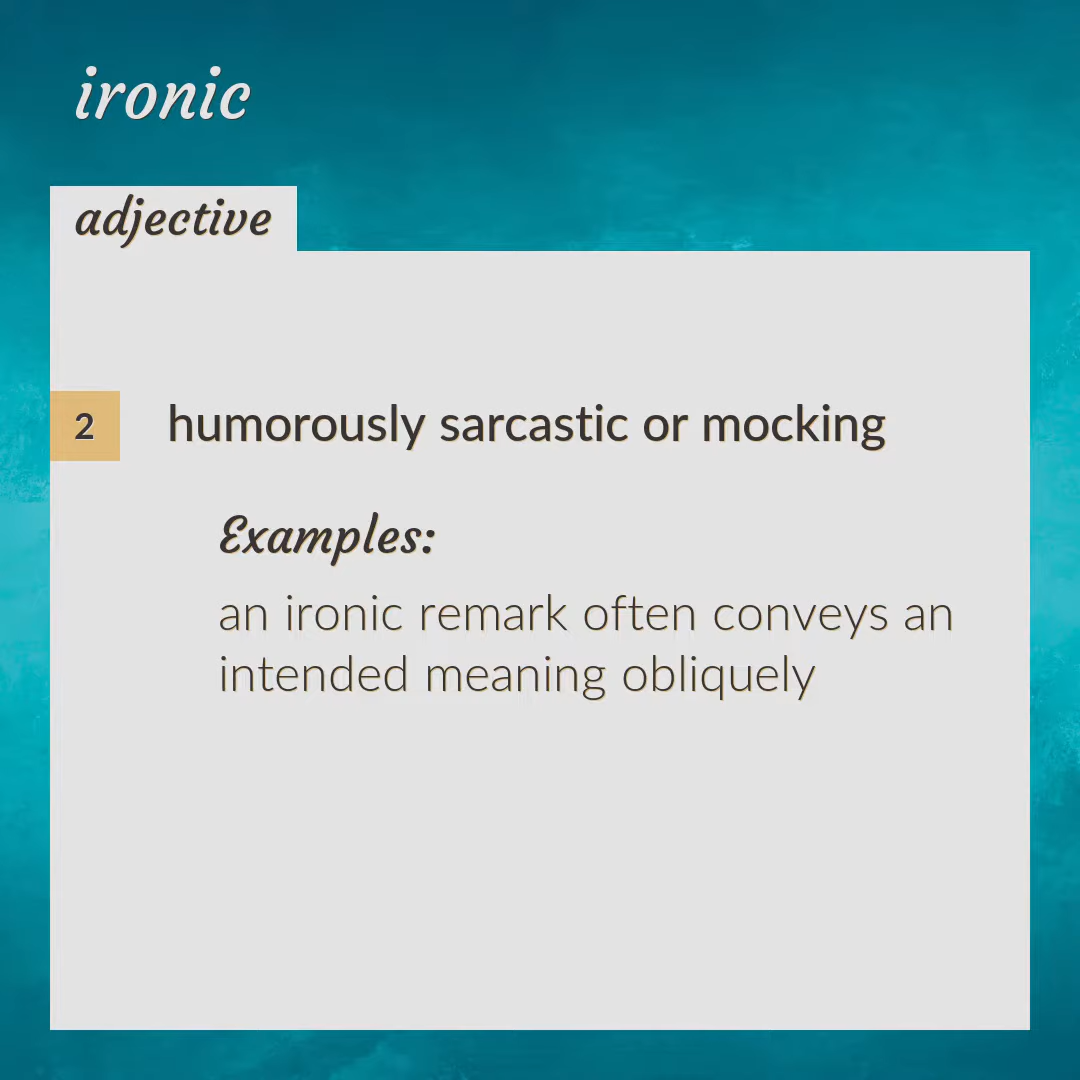 ironic
adjective
2 humorously sarcastic or mocking
Examples:
an ironic remark often conveys an
intended meaning obliquely